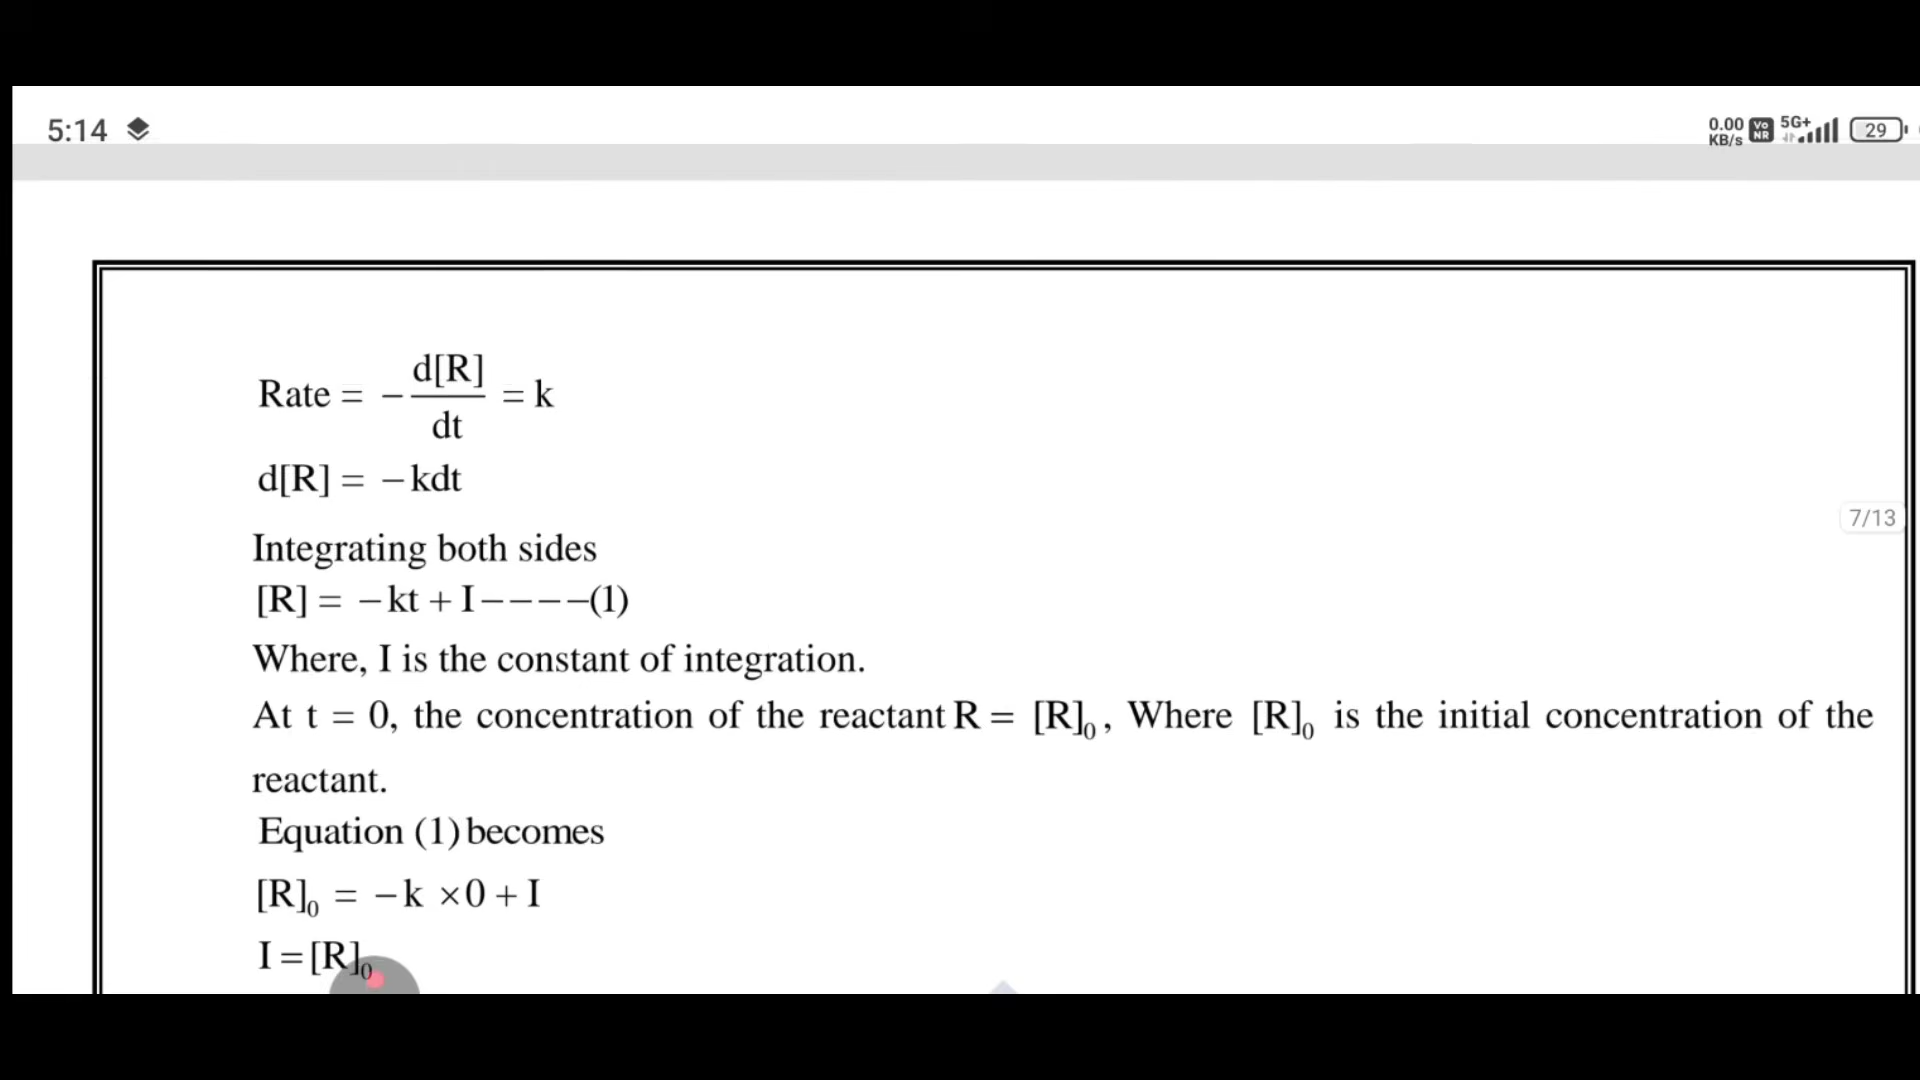 5:14
0.00 KB/s Vo NR 5G+ 29
Rate = − d[R]/dt = k
d[R] = −kdt
7/13
Integrating both sides
[R] = −kt + I−−−−(1)
Where, I is the constant of integration.
At t = 0, the concentration of the reactant R = [R]₀, Where [R]₀ is the initial concentration of the
reactant.
Equation (1) becomes
[R]₀ = −k ×0 + I
I = [R]₀